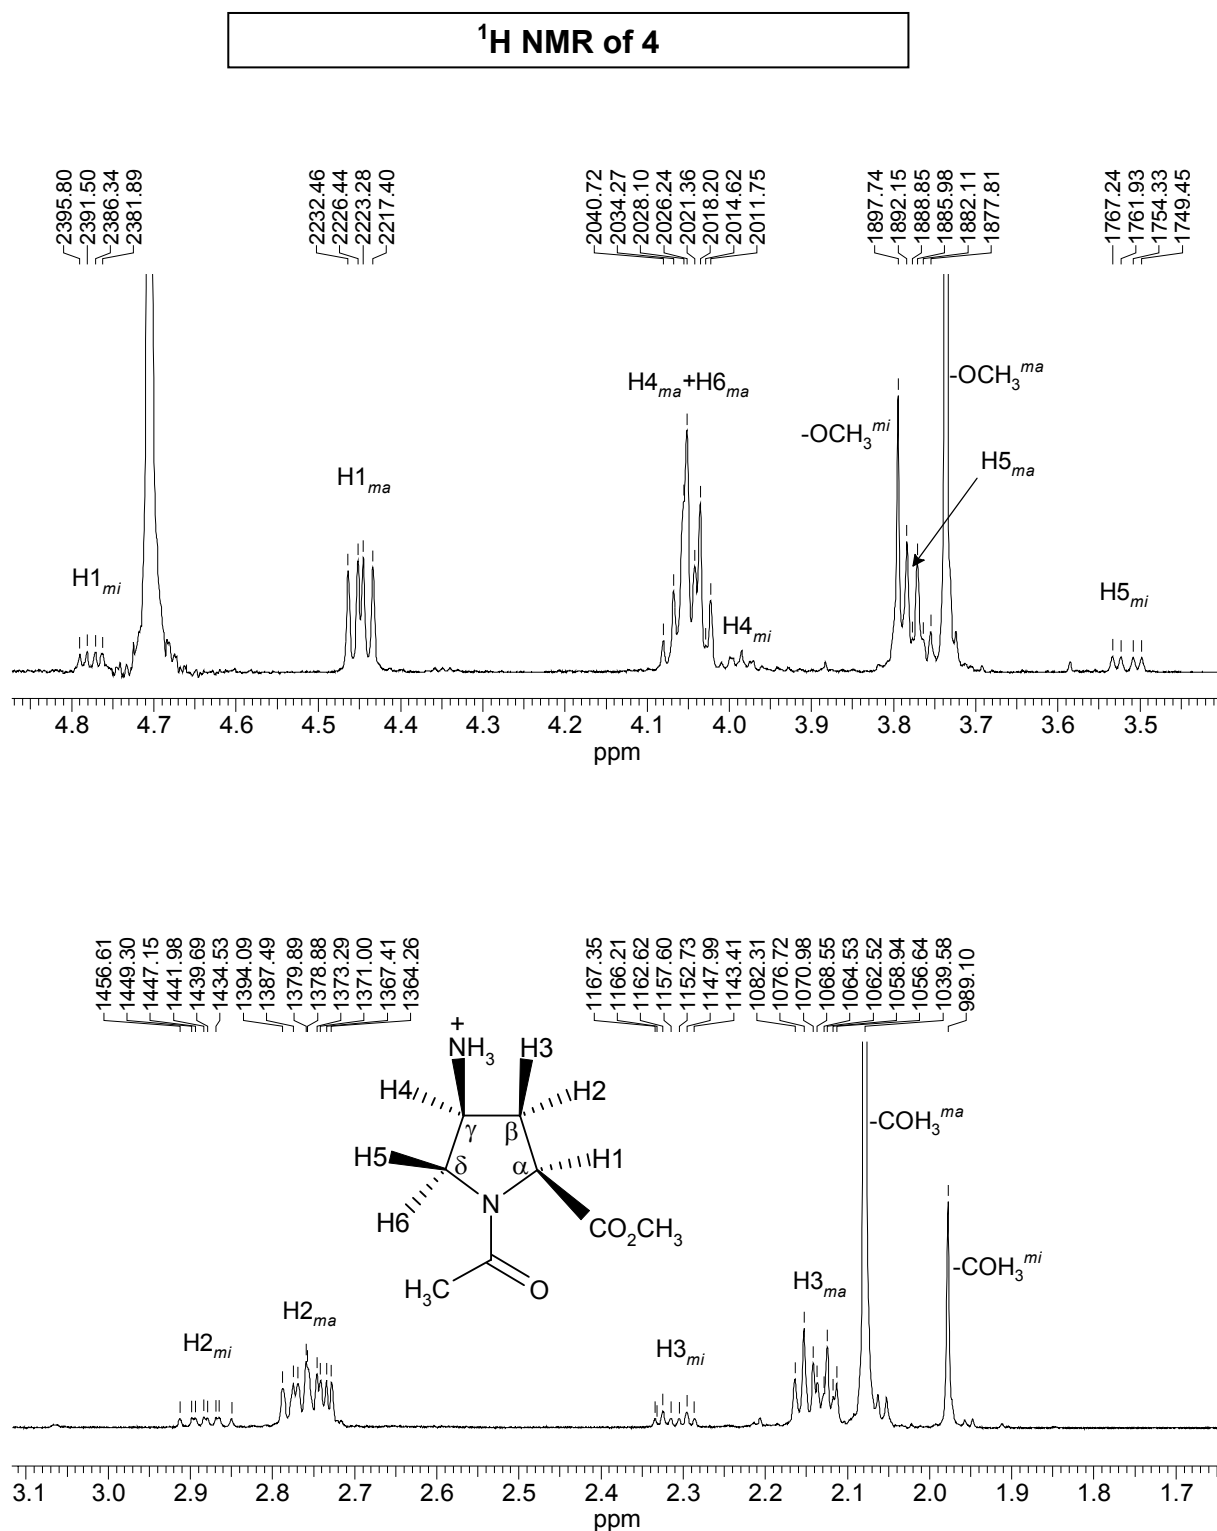 ¹H NMR of 4
2395.80
2391.50
2386.34
2381.89
2232.46
2226.44
2223.28
2217.40
2040.72
2034.27
2028.10
2026.24
2021.36
2018.20
2014.62
2011.75
1897.74
1892.15
1888.85
1885.98
1882.11
1877.81
1767.24
1761.93
1754.33
1749.45
H4ma+H6ma
-OCH₃ma
-OCH₃mi
H5ma
H1ma
H1mi
H5mi
H4mi
4.8 4.7 4.6 4.5 4.4 4.3 4.2 4.1 4.0 3.9 3.8 3.7 3.6 3.5
ppm
1456.61
1449.30
1447.15
1441.98
1439.69
1434.53
1394.09
1387.49
1379.89
1378.88
1373.29
1371.00
1367.41
1364.26
1167.35
1166.21
1162.62
1157.60
1152.73
1147.99
1143.41
1082.31
1076.72
1070.98
1068.55
1064.53
1062.52
1058.94
1056.64
1039.58
989.10
+
NH₃ H3
H4 H2
γ β
H5 δ α H1
N
H6 CO₂CH₃
H₃C O
-COH₃ma
-COH₃mi
H3ma
H2ma
H2mi
H3mi
3.1 3.0 2.9 2.8 2.7 2.6 2.5 2.4 2.3 2.2 2.1 2.0 1.9 1.8 1.7
ppm